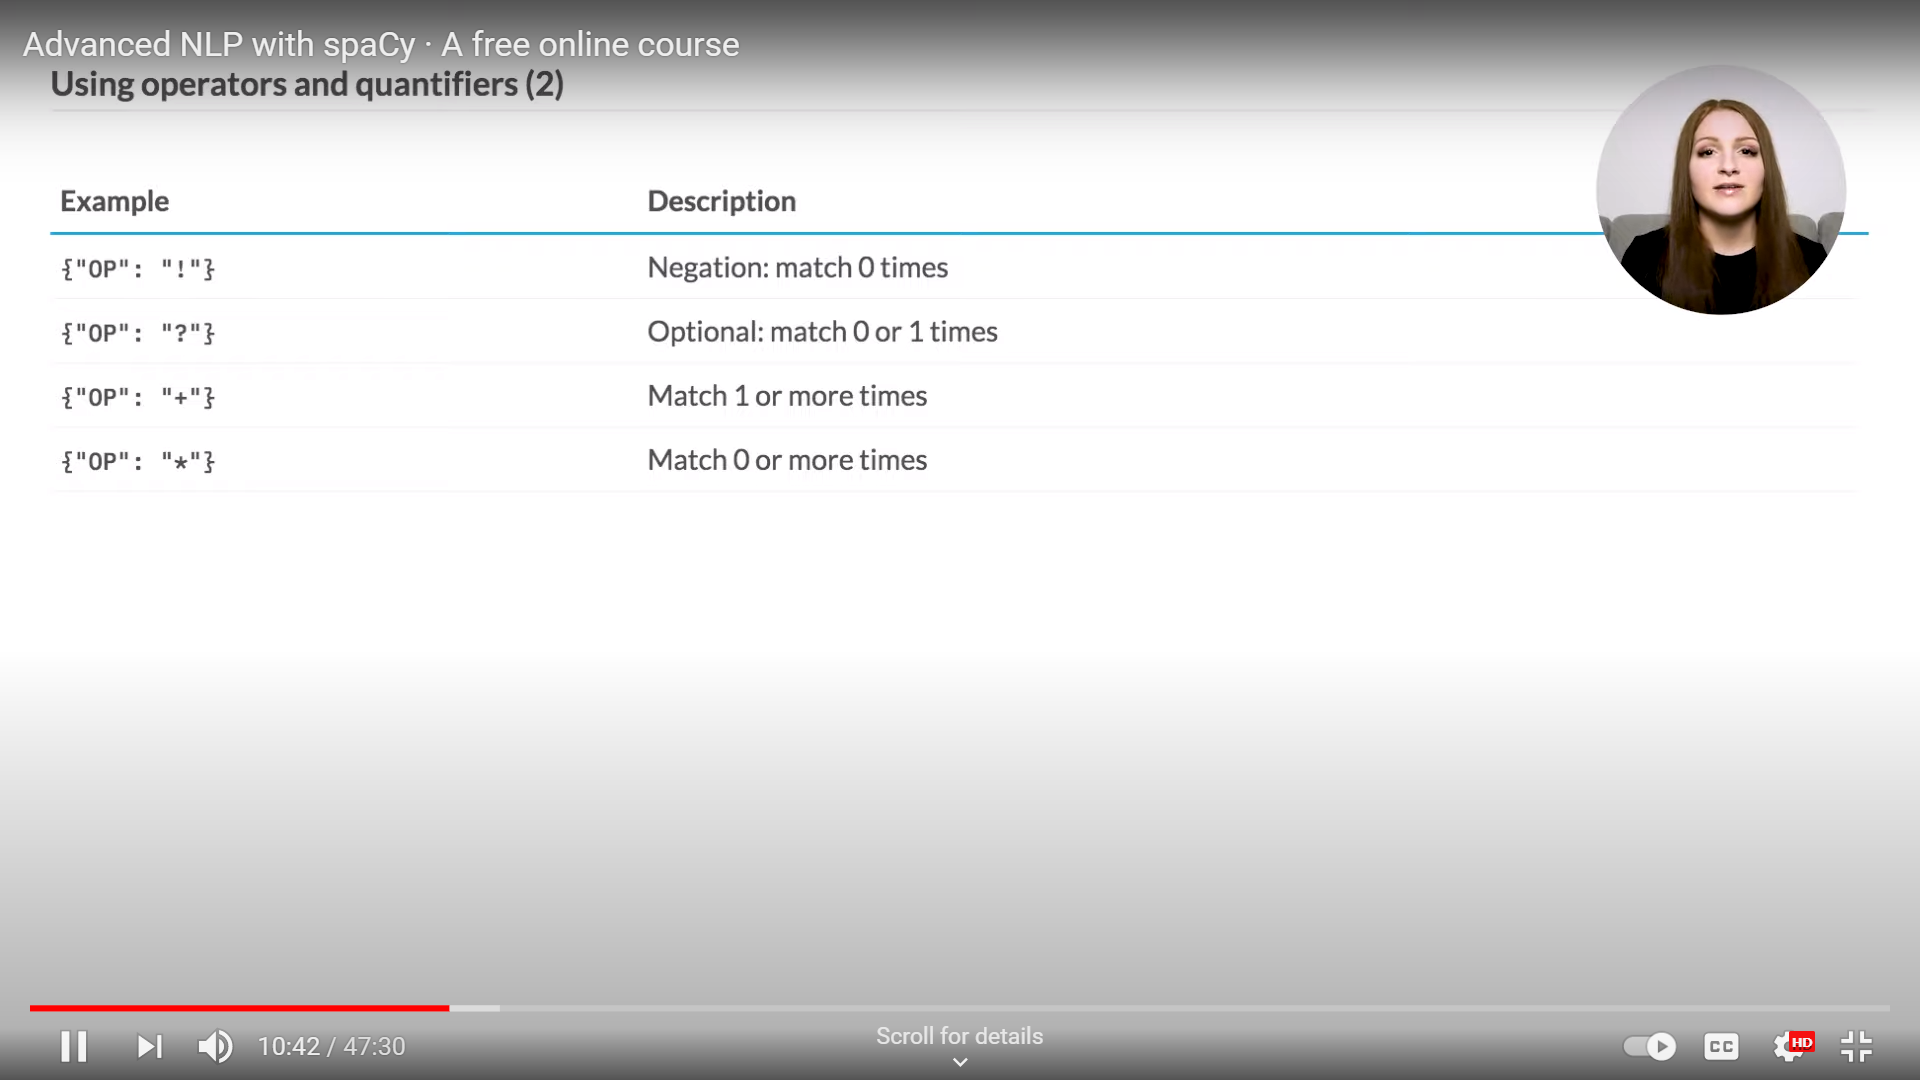 Advanced NLP with spaCy · A free online course
Using operators and quantifiers (2)
Example Description
{"OP": "!"} Negation: match 0 times
{"OP": "?"} Optional: match 0 or 1 times
{"OP": "+"} Match 1 or more times
{"OP": "*"} Match 0 or more times
10:42 / 47:30
Scroll for details
CC
HD